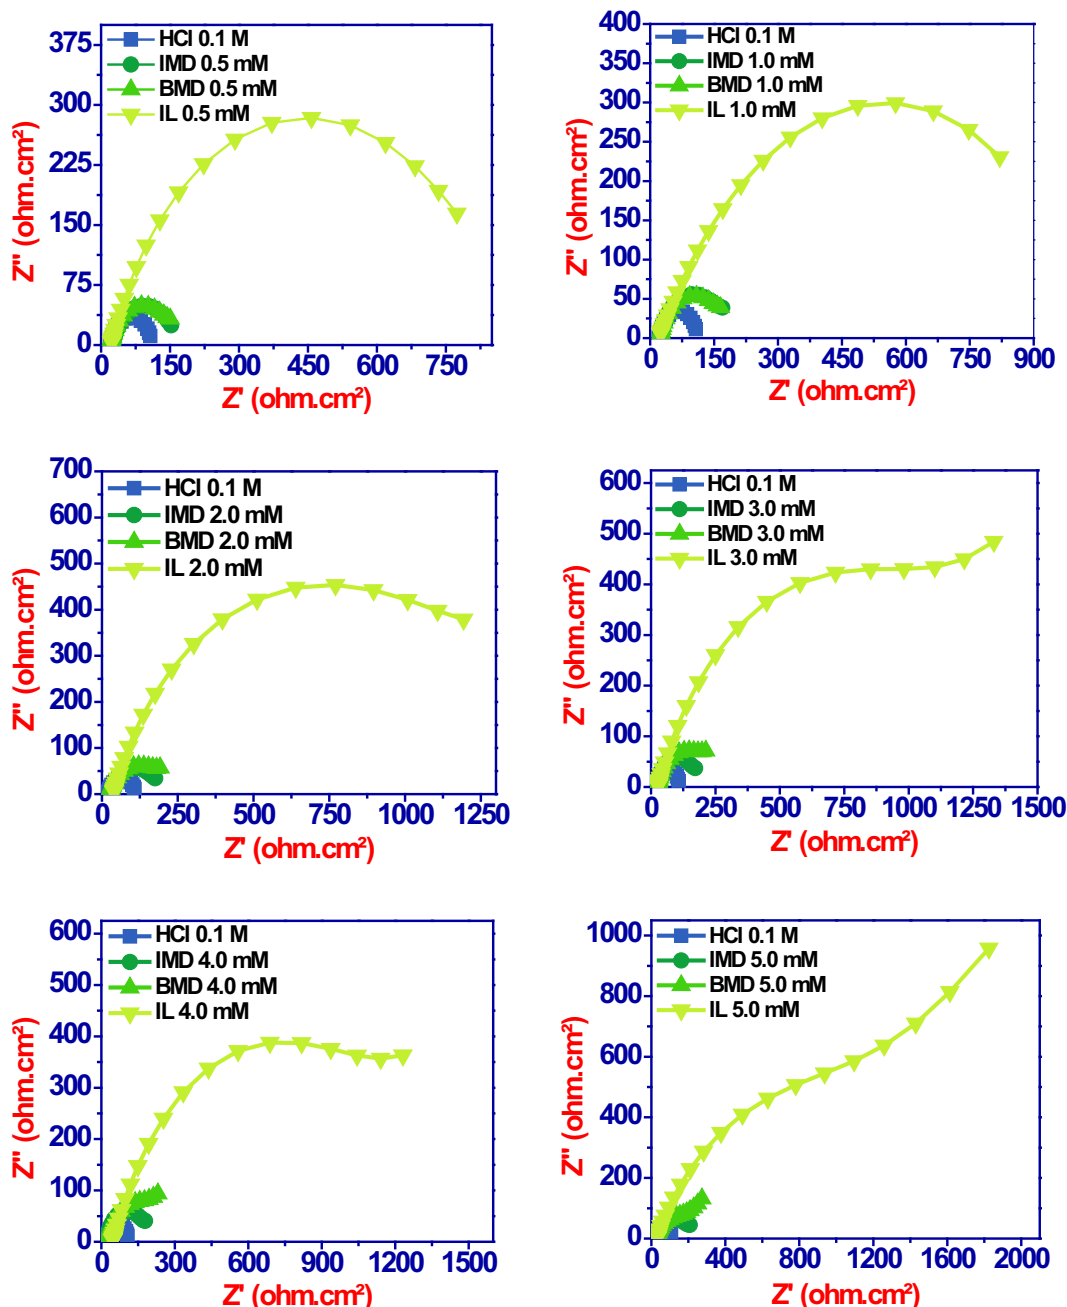 HCl 0.1 M
IMD 0.5 mM
BMD 0.5 mM
IL 0.5 mM
375
300
225
150
75
0
0 150 300 450 600 750
Z'' (ohm.cm²)
Z' (ohm.cm²)
HCl 0.1 M
IMD 1.0 mM
BMD 1.0 mM
IL 1.0 mM
400
350
300
250
200
150
100
50
0
0 150 300 450 600 750 900
Z'' (ohm.cm²)
Z' (ohm.cm²)
HCl 0.1 M
IMD 2.0 mM
BMD 2.0 mM
IL 2.0 mM
700
600
500
400
300
200
100
0
0 250 500 750 1000 1250
Z'' (ohm.cm²)
Z' (ohm.cm²)
HCl 0.1 M
IMD 3.0 mM
BMD 3.0 mM
IL 3.0 mM
600
500
400
300
200
100
0
0 250 500 750 1000 1250 1500
Z'' (ohm.cm²)
Z' (ohm.cm²)
HCl 0.1 M
IMD 4.0 mM
BMD 4.0 mM
IL 4.0 mM
600
500
400
300
200
100
0
0 300 600 900 1200 1500
Z'' (ohm.cm²)
Z' (ohm.cm²)
HCl 0.1 M
IMD 5.0 mM
BMD 5.0 mM
IL 5.0 mM
1000
800
600
400
200
0
0 400 800 1200 1600 2000
Z'' (ohm.cm²)
Z' (ohm.cm²)